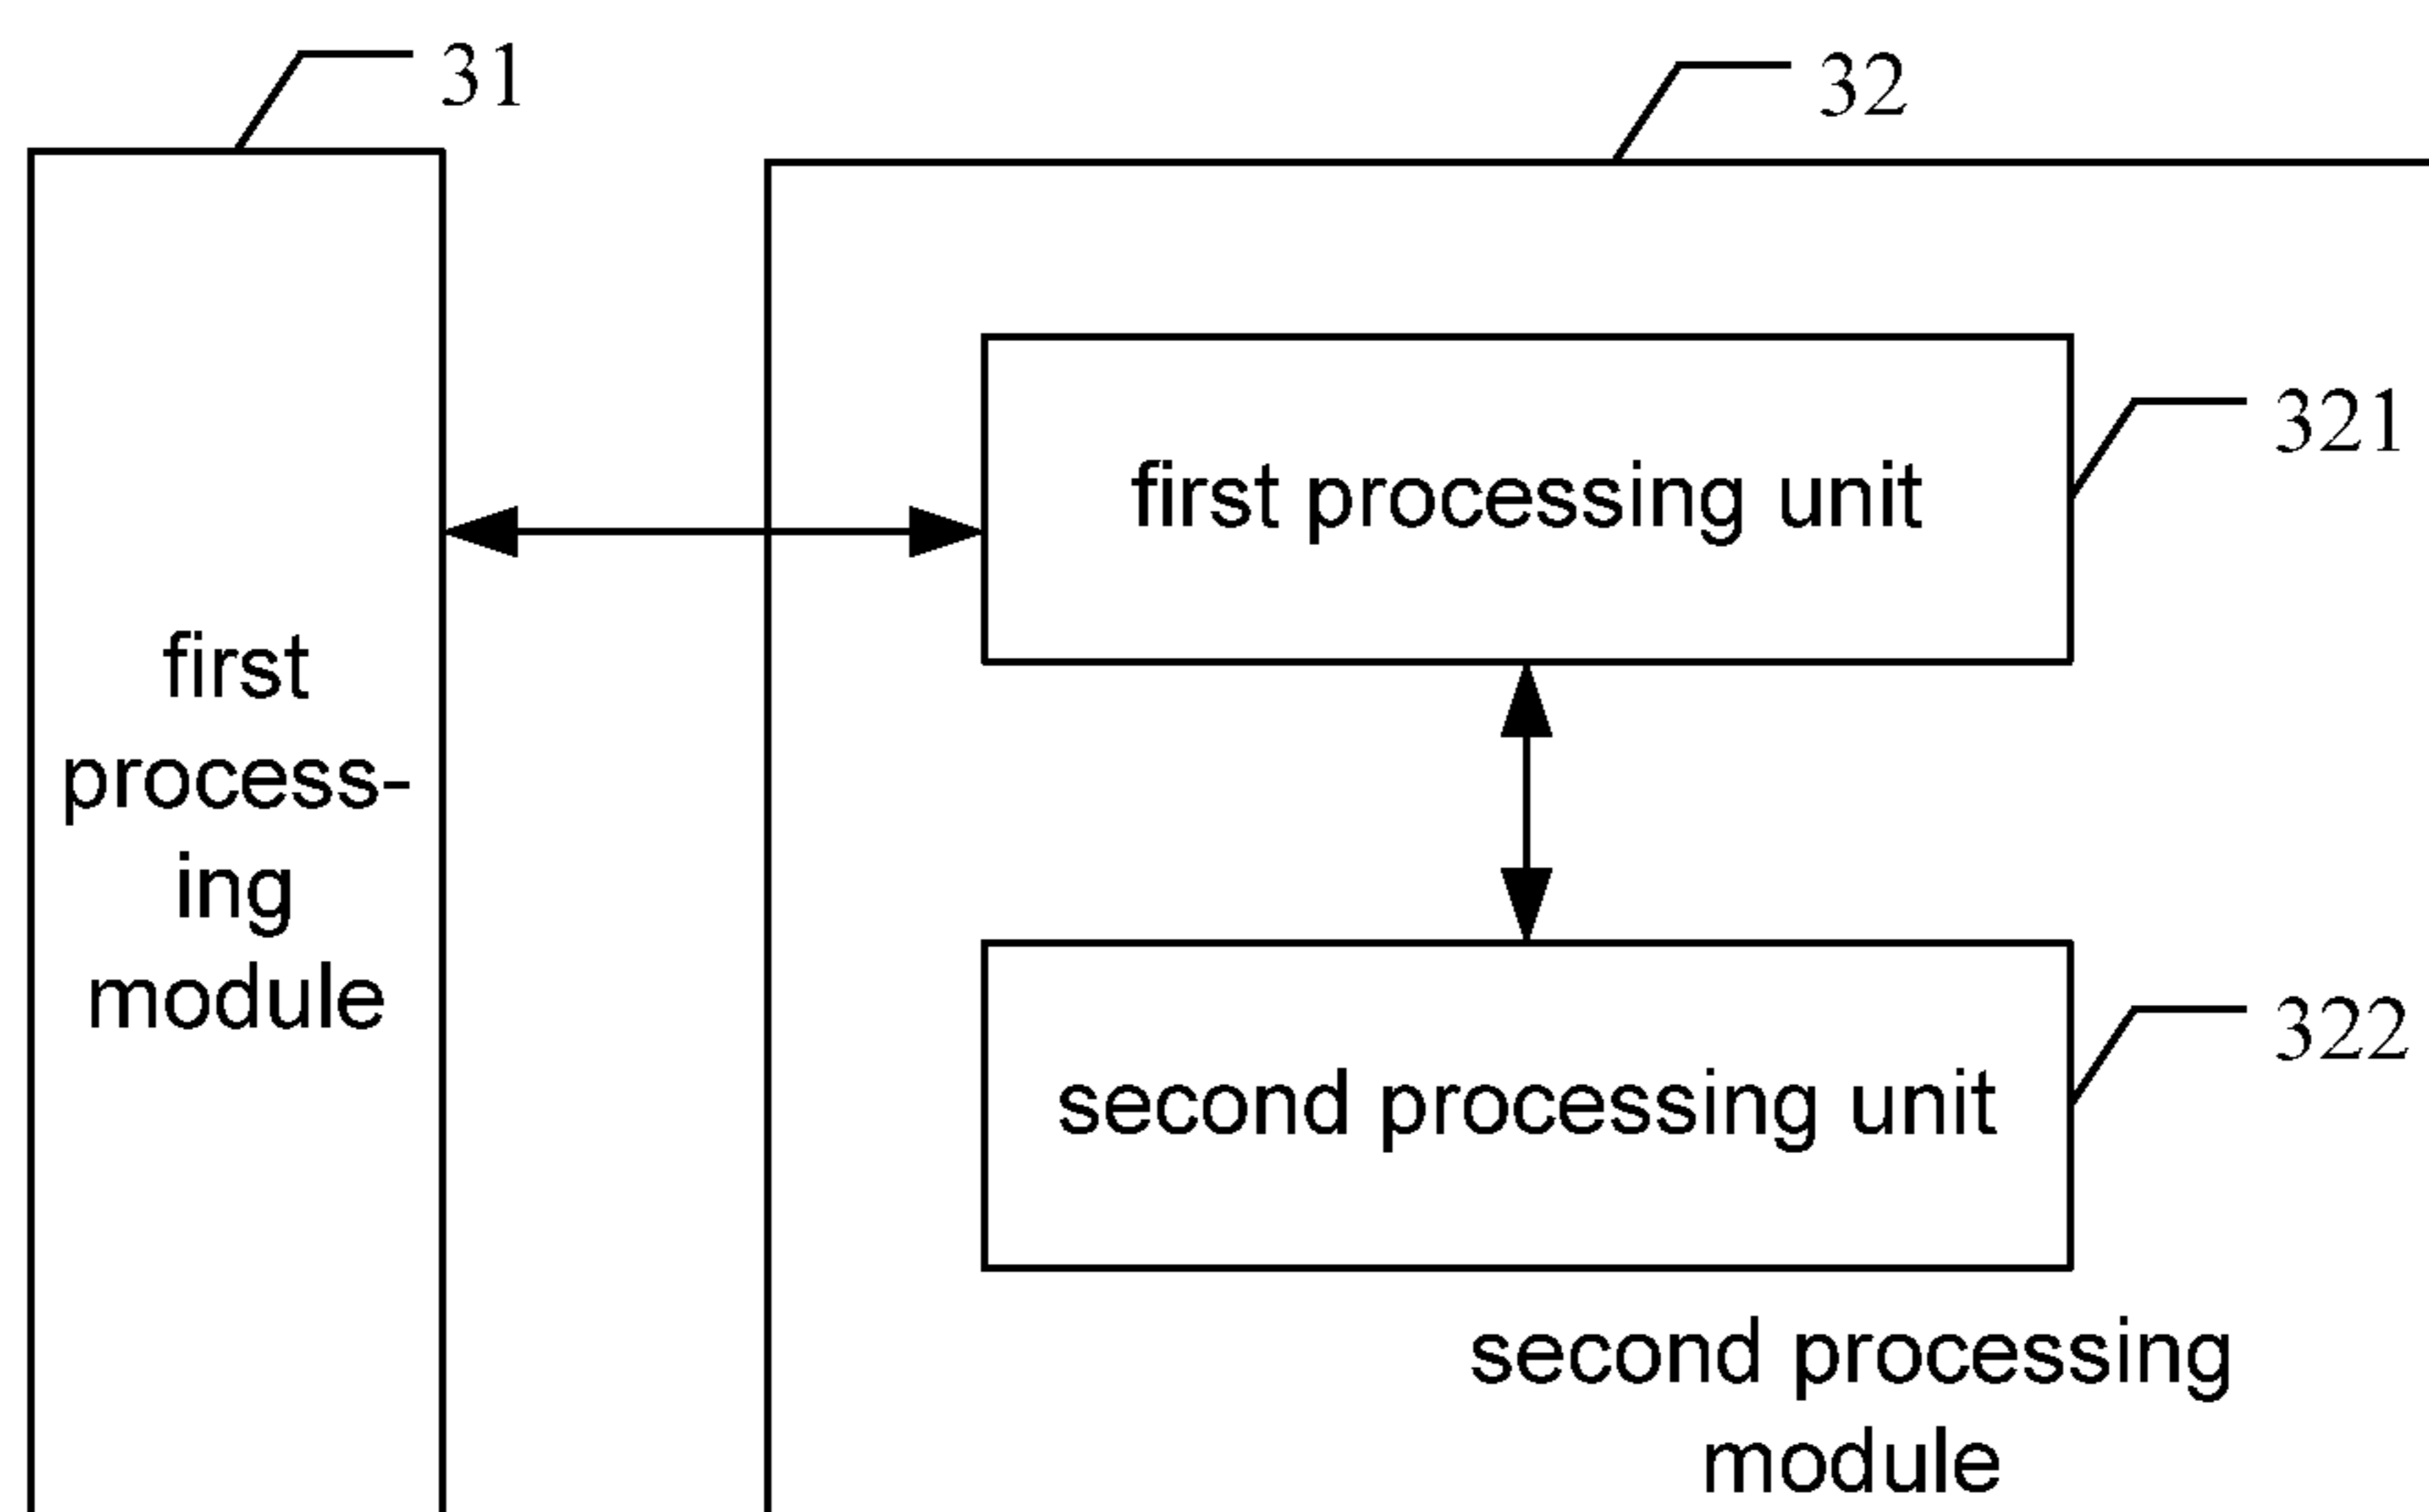 31
32
first processing unit
321
first
process-
ing
module
second processing unit
322
second processing
module